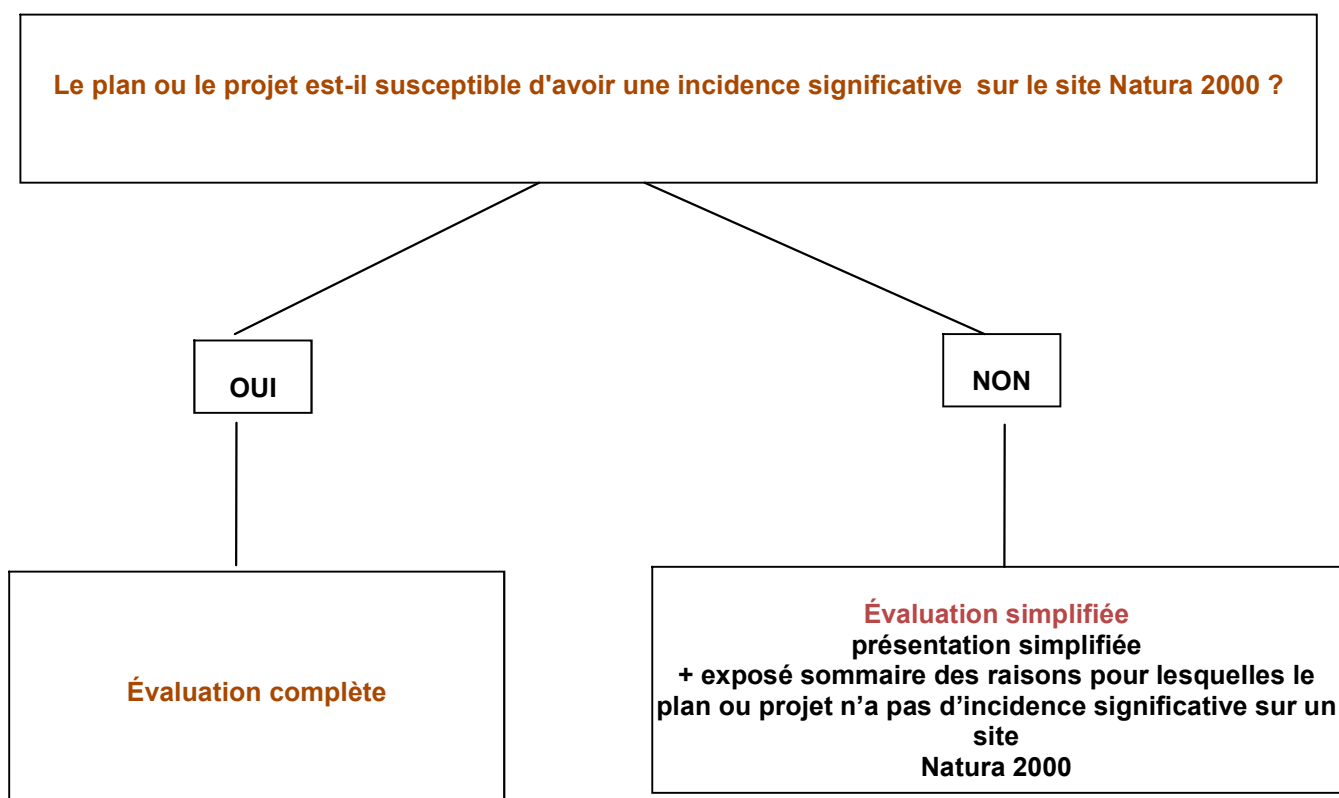 Le plan ou le projet est-il susceptible d'avoir une incidence significative sur le site Natura 2000 ?
OUI
NON
Évaluation complète
Évaluation simplifiée
présentation simplifiée
+ exposé sommaire des raisons pour lesquelles le
plan ou projet n’a pas d’incidence significative sur un
site
Natura 2000